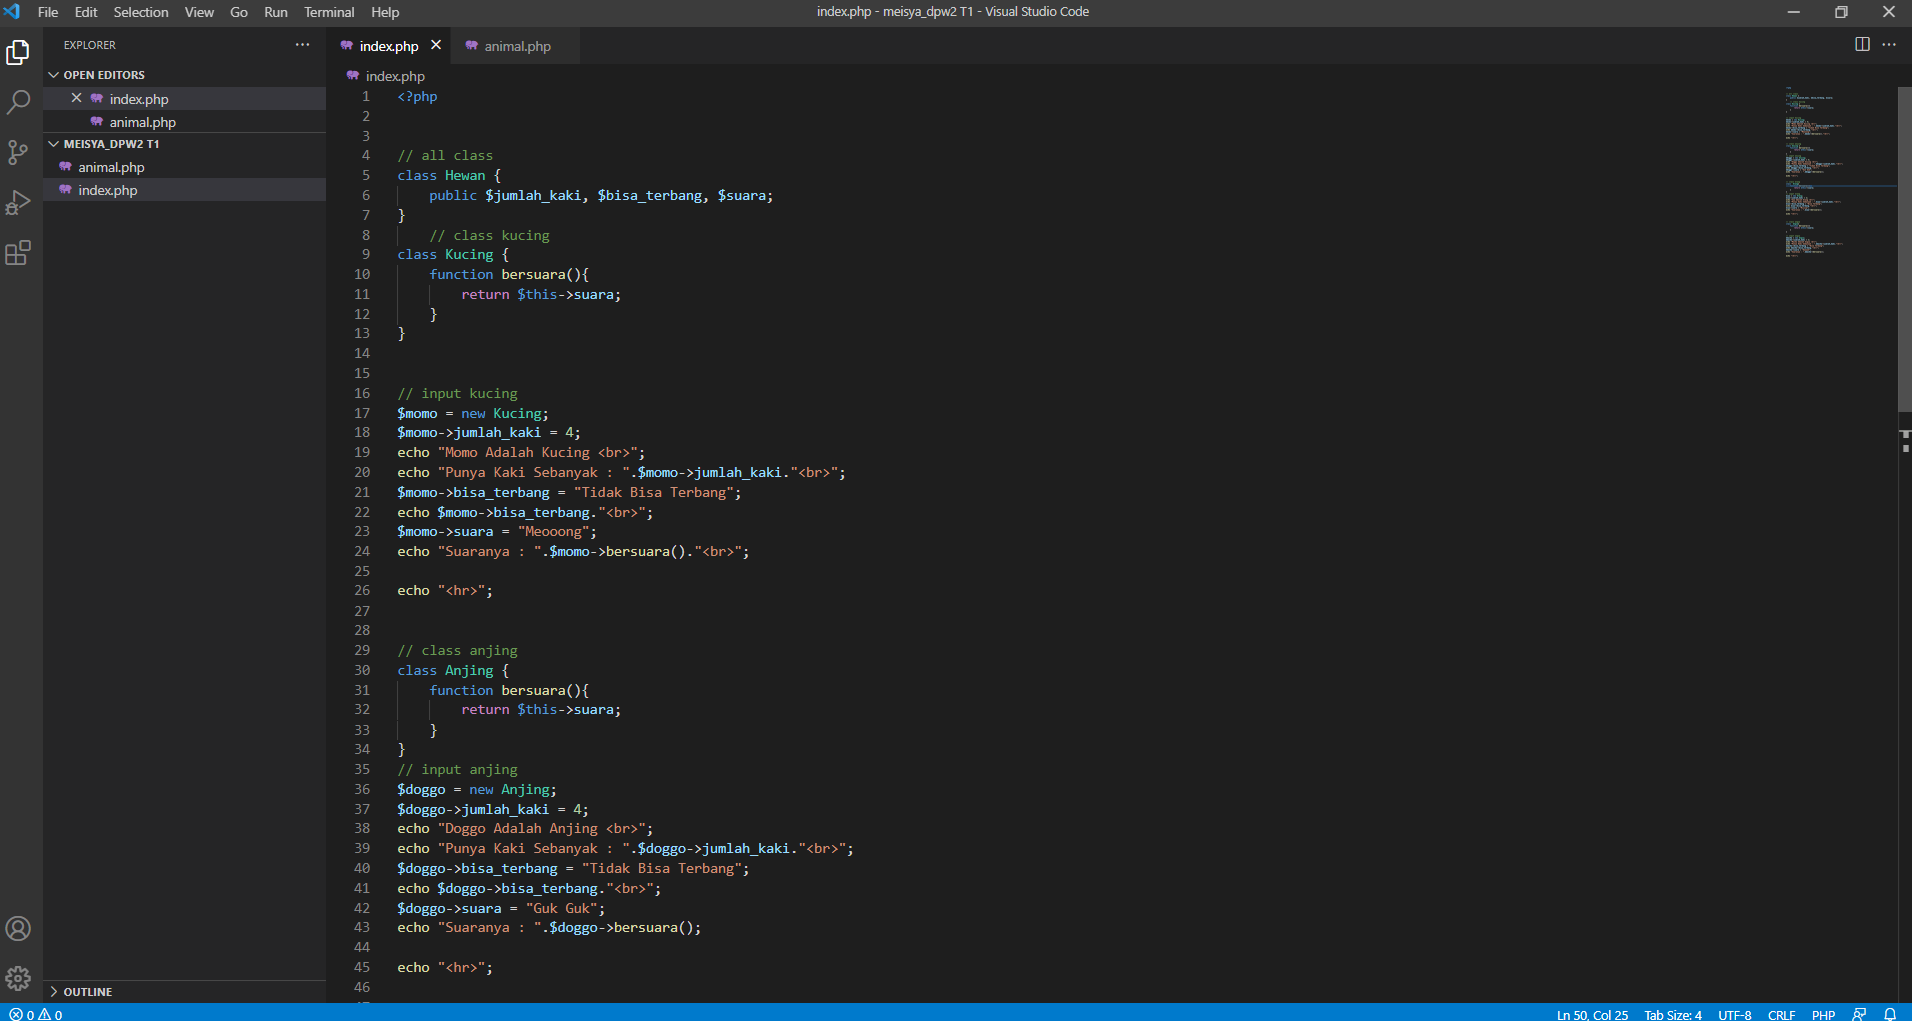 File Edit Selection View Go Run Terminal Help
index.php - meisya_dpw2 T1 - Visual Studio Code
EXPLORER
OPEN EDITORS
index.php
animal.php
MEISYA_DPW2 T1
animal.php
index.php
OUTLINE
index.php animal.php
index.php
1 <?php
2
3
4 // all class
5 class Hewan {
6 public $jumlah_kaki, $bisa_terbang, $suara;
7 }
8 // class kucing
9 class Kucing {
10 function bersuara(){
11 return $this->suara;
12 }
13 }
14
15
16 // input kucing
17 $momo = new Kucing;
18 $momo->jumlah_kaki = 4;
19 echo "Momo Adalah Kucing <br>";
20 echo "Punya Kaki Sebanyak : ".$momo->jumlah_kaki."<br>";
21 $momo->bisa_terbang = "Tidak Bisa Terbang";
22 echo $momo->bisa_terbang."<br>";
23 $momo->suara = "Meooong";
24 echo "Suaranya : ".$momo->bersuara()."<br>";
25
26 echo "<hr>";
27
28
29 // class anjing
30 class Anjing {
31 function bersuara(){
32 return $this->suara;
33 }
34 }
35 // input anjing
36 $doggo = new Anjing;
37 $doggo->jumlah_kaki = 4;
38 echo "Doggo Adalah Anjing <br>";
39 echo "Punya Kaki Sebanyak : ".$doggo->jumlah_kaki."<br>";
40 $doggo->bisa_terbang = "Tidak Bisa Terbang";
41 echo $doggo->bisa_terbang."<br>";
42 $doggo->suara = "Guk Guk";
43 echo "Suaranya : ".$doggo->bersuara();
44
45 echo "<hr>";
46
0 0 Ln 50, Col 25 Tab Size: 4 UTF-8 CRLF PHP